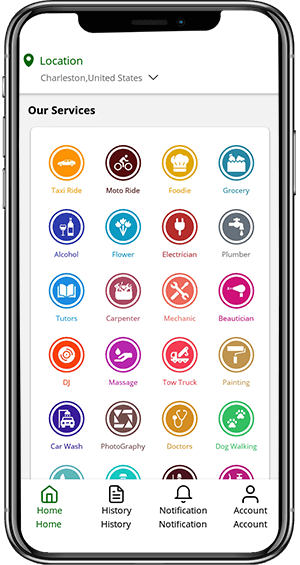 Location
Charleston,United States
Our Services
Taxi Ride Moto Ride Foodie Grocery
Alcohol Flower Electrician Plumber
Tutors Carpenter Mechanic Beautician
DJ Massage Tow Truck Painting
Car Wash PhotoGraphy Doctors Dog Walking
Home History Notification Account
Home History Notification Account